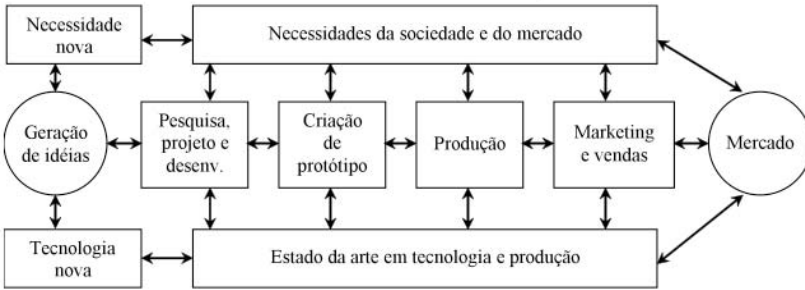 Necessidade
nova
Necessidades da sociedade e do mercado
Geração
de idéias
Pesquisa,
projeto e
desenv.
Criação
de
protótipo
Produção
Marketing
e vendas
Mercado
Tecnologia
nova
Estado da arte em tecnologia e produção